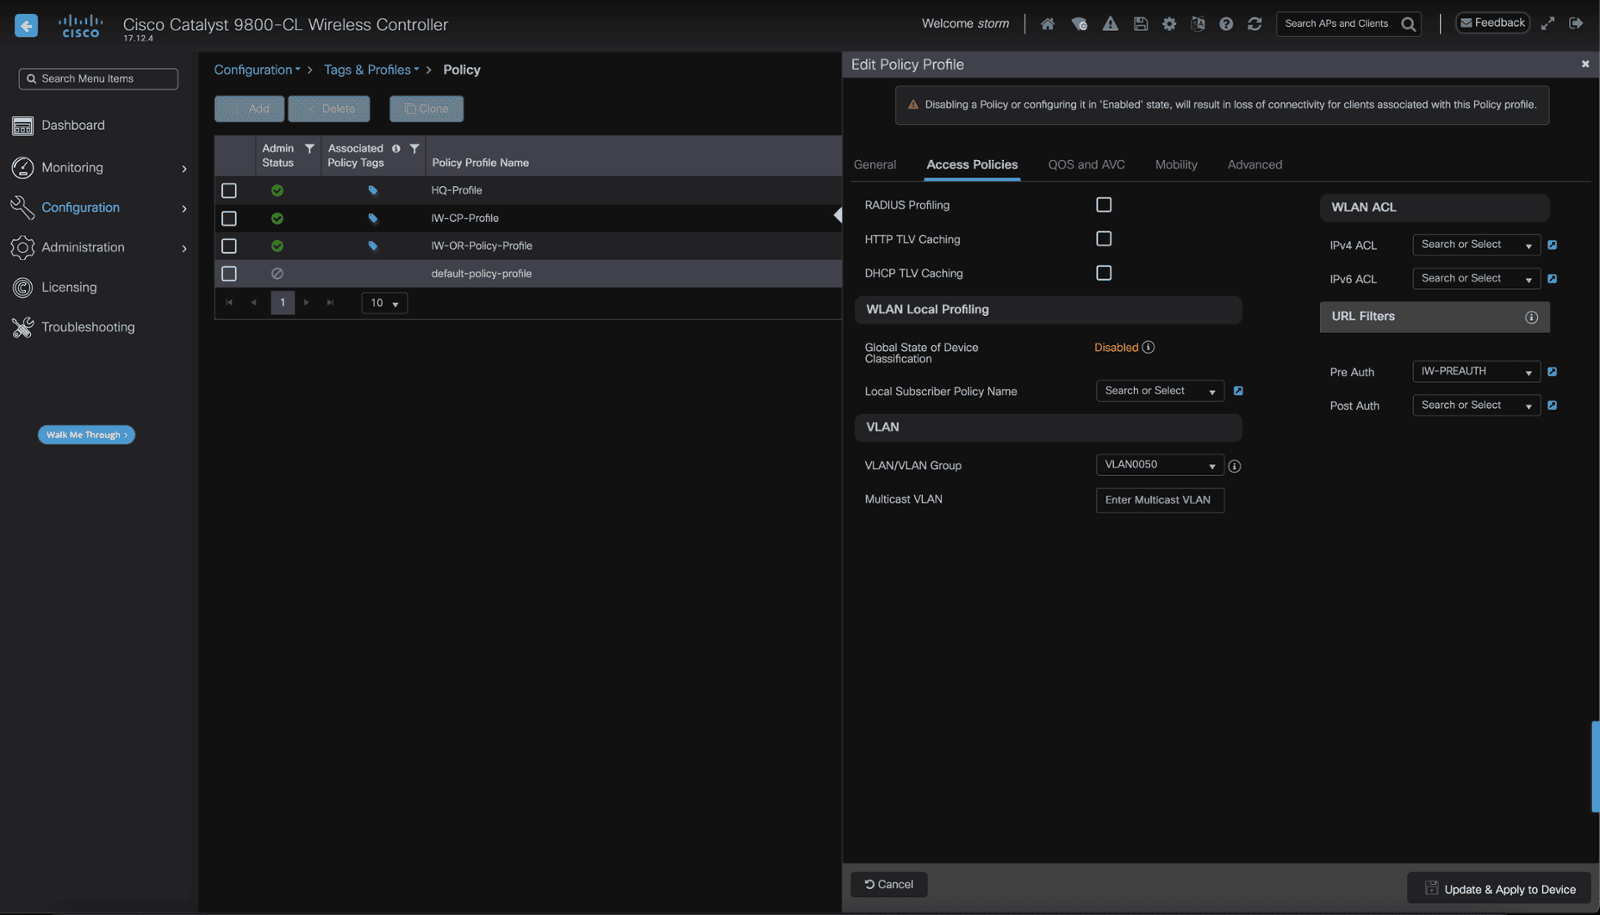 Cisco Catalyst 9800-CL Wireless Controller
17.12.4
CISCO
Welcome storm
Search APs and Clients
Feedback
Search Menu Items
Dashboard
Monitoring
Configuration
Administration
Licensing
Troubleshooting
Walk Me Through >
Configuration > Tags & Profiles > Policy
Add
Delete
Clone
Admin Status
Associated Policy Tags
Policy Profile Name
HQ-Profile
IW-CP-Profile
IW-OR-Policy-Profile
default-policy-profile
1
10
Edit Policy Profile
Disabling a Policy or configuring it in 'Enabled' state, will result in loss of connectivity for clients associated with this Policy profile.
General
Access Policies
QOS and AVC
Mobility
Advanced
RADIUS Profiling
HTTP TLV Caching
DHCP TLV Caching
WLAN Local Profiling
Global State of Device
Classification
Disabled
Local Subscriber Policy Name
Search or Select
VLAN
VLAN/VLAN Group
VLAN0050
Multicast VLAN
Enter Multicast VLAN
WLAN ACL
IPv4 ACL
Search or Select
IPv6 ACL
Search or Select
URL Filters
Pre Auth
IW-PREAUTH
Post Auth
Search or Select
Cancel
Update & Apply to Device